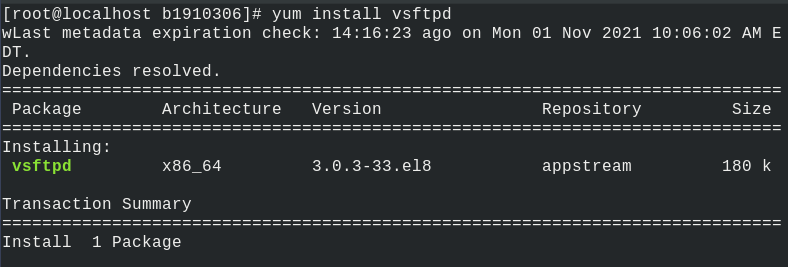 [root@localhost b1910306]# yum install vsftpd
wLast metadata expiration check: 14:16:23 ago on Mon 01 Nov 2021 10:06:02 AM E
DT.
Dependencies resolved.
==============================================================================
 Package        Architecture   Version                Repository         Size
==============================================================================
Installing:
 vsftpd         x86_64         3.0.3-33.el8           appstream         180 k

Transaction Summary
==============================================================================
Install  1 Package